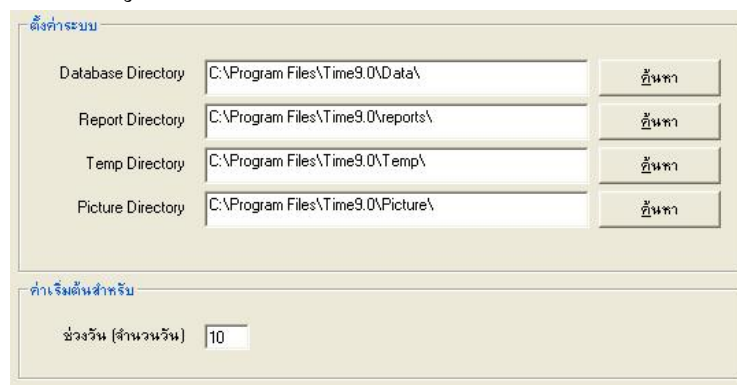 ตั้งค่าระบบ
Database Directory C:\Program Files\Time9.0\Data\ ค้นหา
Report Directory C:\Program Files\Time9.0\reports\ ค้นหา
Temp Directory C:\Program Files\Time9.0\Temp\ ค้นหา
Picture Directory C:\Program Files\Time9.0\Picture\ ค้นหา
ค่าเริ่มต้นสำหรับ
ช่วงวัน (จำนวนวัน) 10